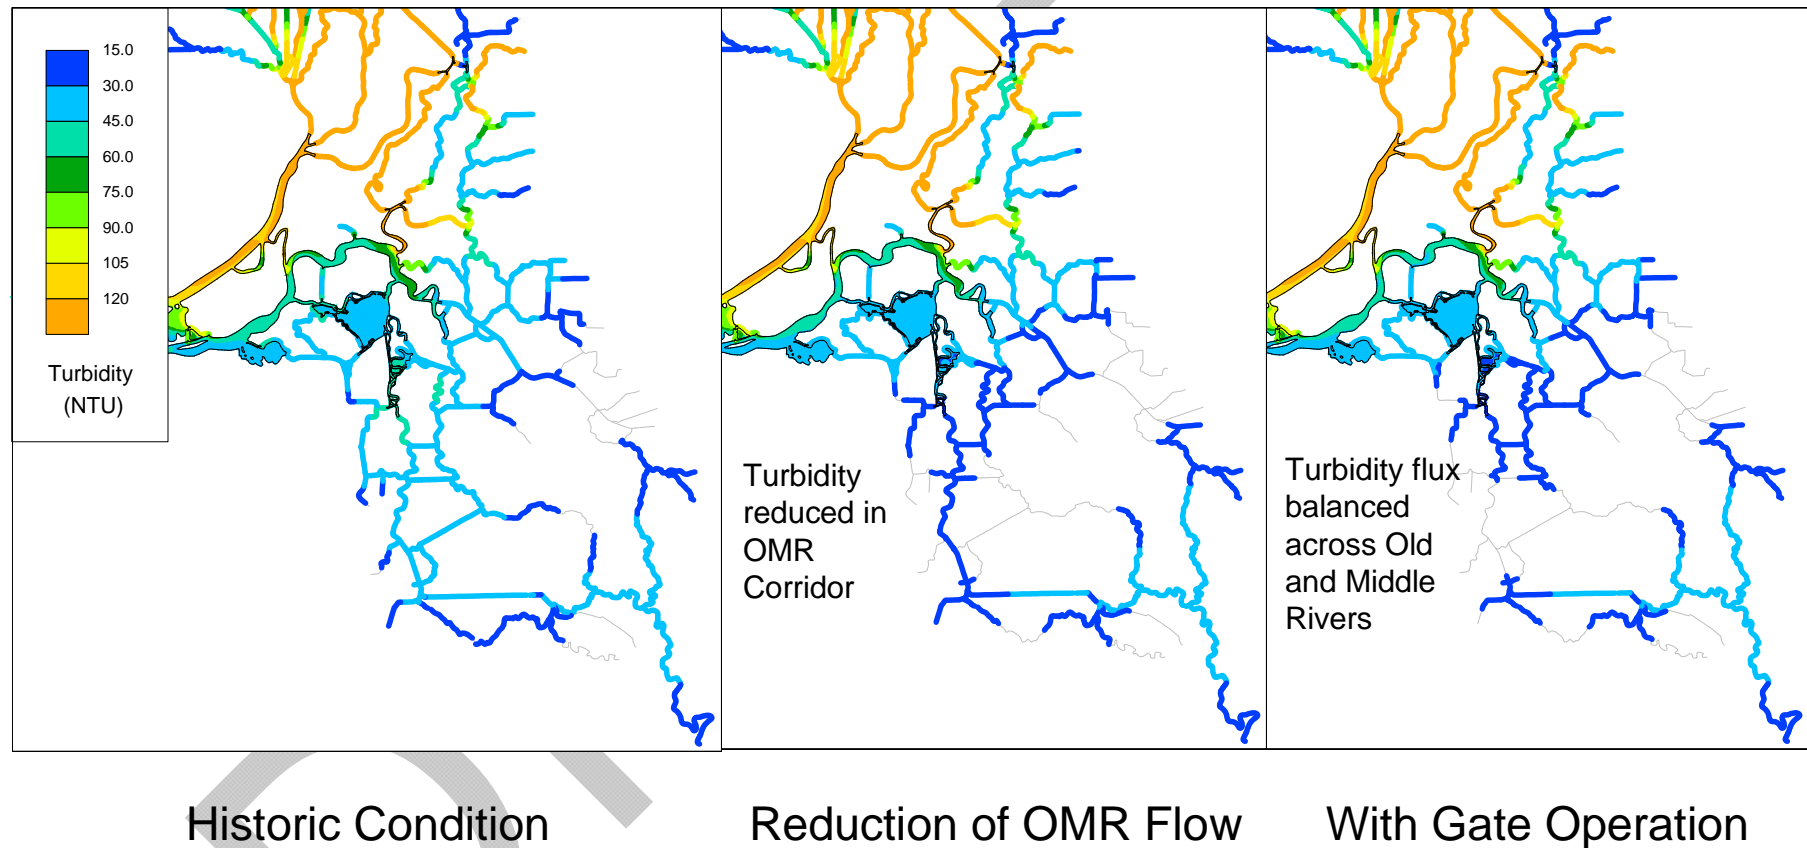 15.0
30.0
45.0
60.0
75.0
90.0
105
120
Turbidity
(NTU)
Turbidity
reduced in
OMR
Corridor
Turbidity flux
balanced
across Old
and Middle
Rivers
Historic Condition
Reduction of OMR Flow
With Gate Operation